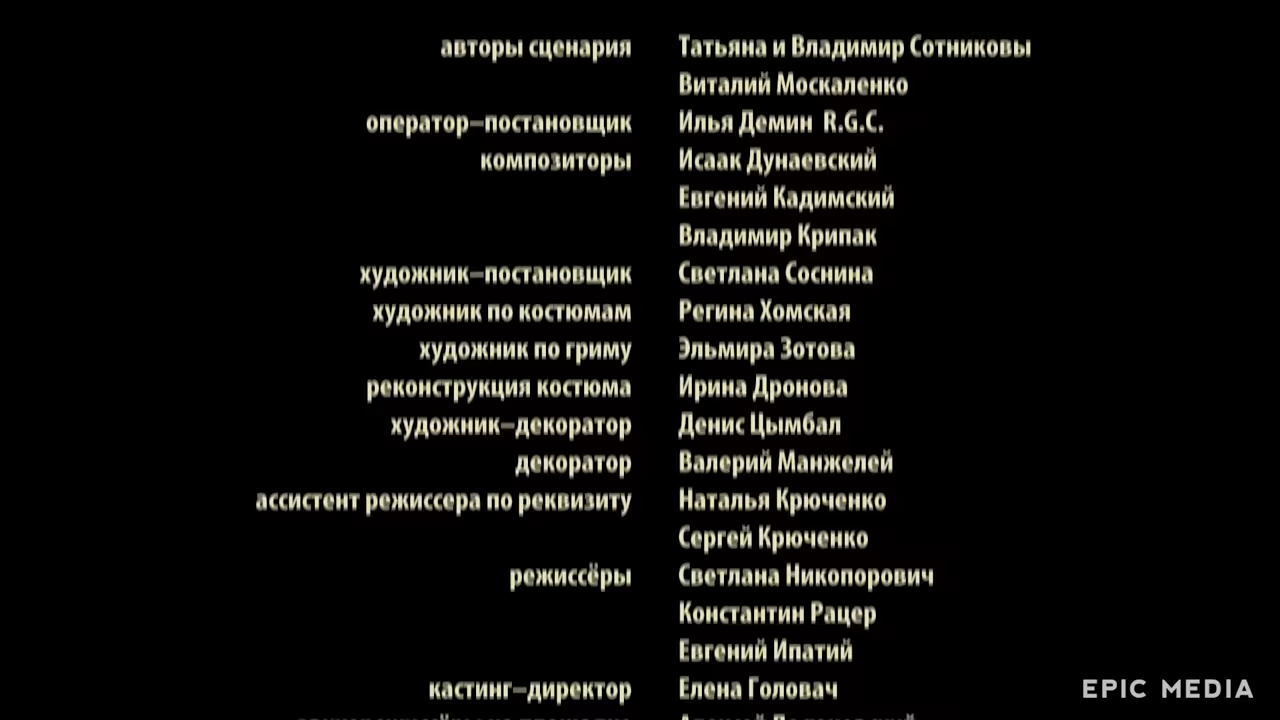 авторы сценария Татьяна и Владимир Сотниковы
Виталий Москаленко
оператор–постановщик Илья Демин R.G.C.
композиторы Исаак Дунаевский
Евгений Кадимский
Владимир Крипак
художник–постановщик Светлана Соснина
художник по костюмам Регина Хомская
художник по гриму Эльмира Зотова
реконструкция костюма Ирина Дронова
художник–декоратор Денис Цымбал
декоратор Валерий Манжелей
ассистент режиссера по реквизиту Наталья Крюченко
Сергей Крюченко
режиссёры Светлана Никопорович
Константин Рацер
Евгений Ипатий
кастинг–директор Елена Головач
EPIC MEDIA